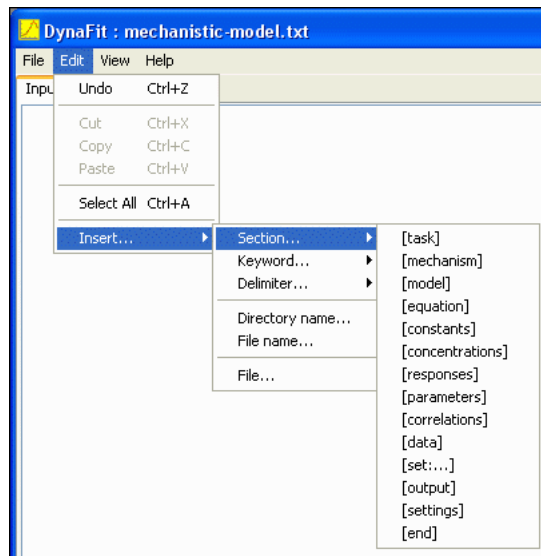 DynaFit : mechanistic-model.txt
File Edit View Help
Inpu
Undo Ctrl+Z
Cut Ctrl+X
Copy Ctrl+C
Paste Ctrl+V
Select All Ctrl+A
Insert...
Section...
Keyword...
Delimiter...
Directory name...
File name...
File...
[task]
[mechanism]
[model]
[equation]
[constants]
[concentrations]
[responses]
[parameters]
[correlations]
[data]
[set:...]
[output]
[settings]
[end]